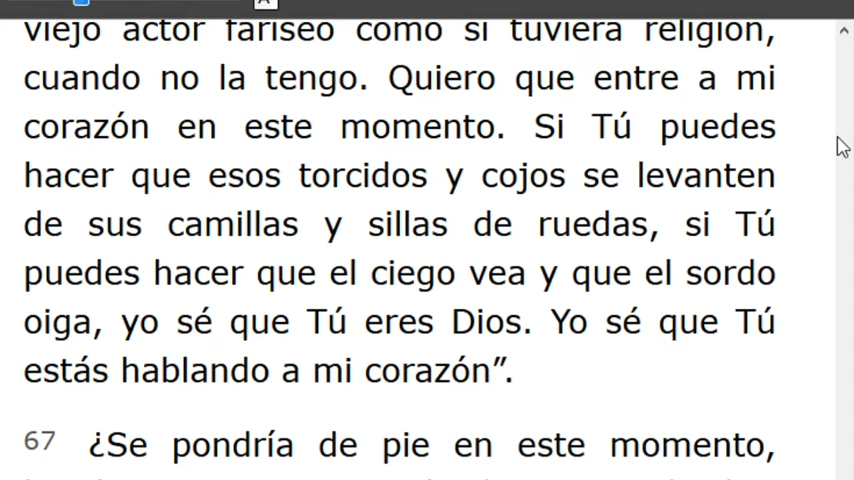 viejo actor fariseo como si tuviera religión,
cuando no la tengo. Quiero que entre a mi
corazón en este momento. Si Tú puedes
hacer que esos torcidos y cojos se levanten
de sus camillas y sillas de ruedas, si Tú
puedes hacer que el ciego vea y que el sordo
oiga, yo sé que Tú eres Dios. Yo sé que Tú
estás hablando a mi corazón”.
67 ¿Se pondría de pie en este momento,